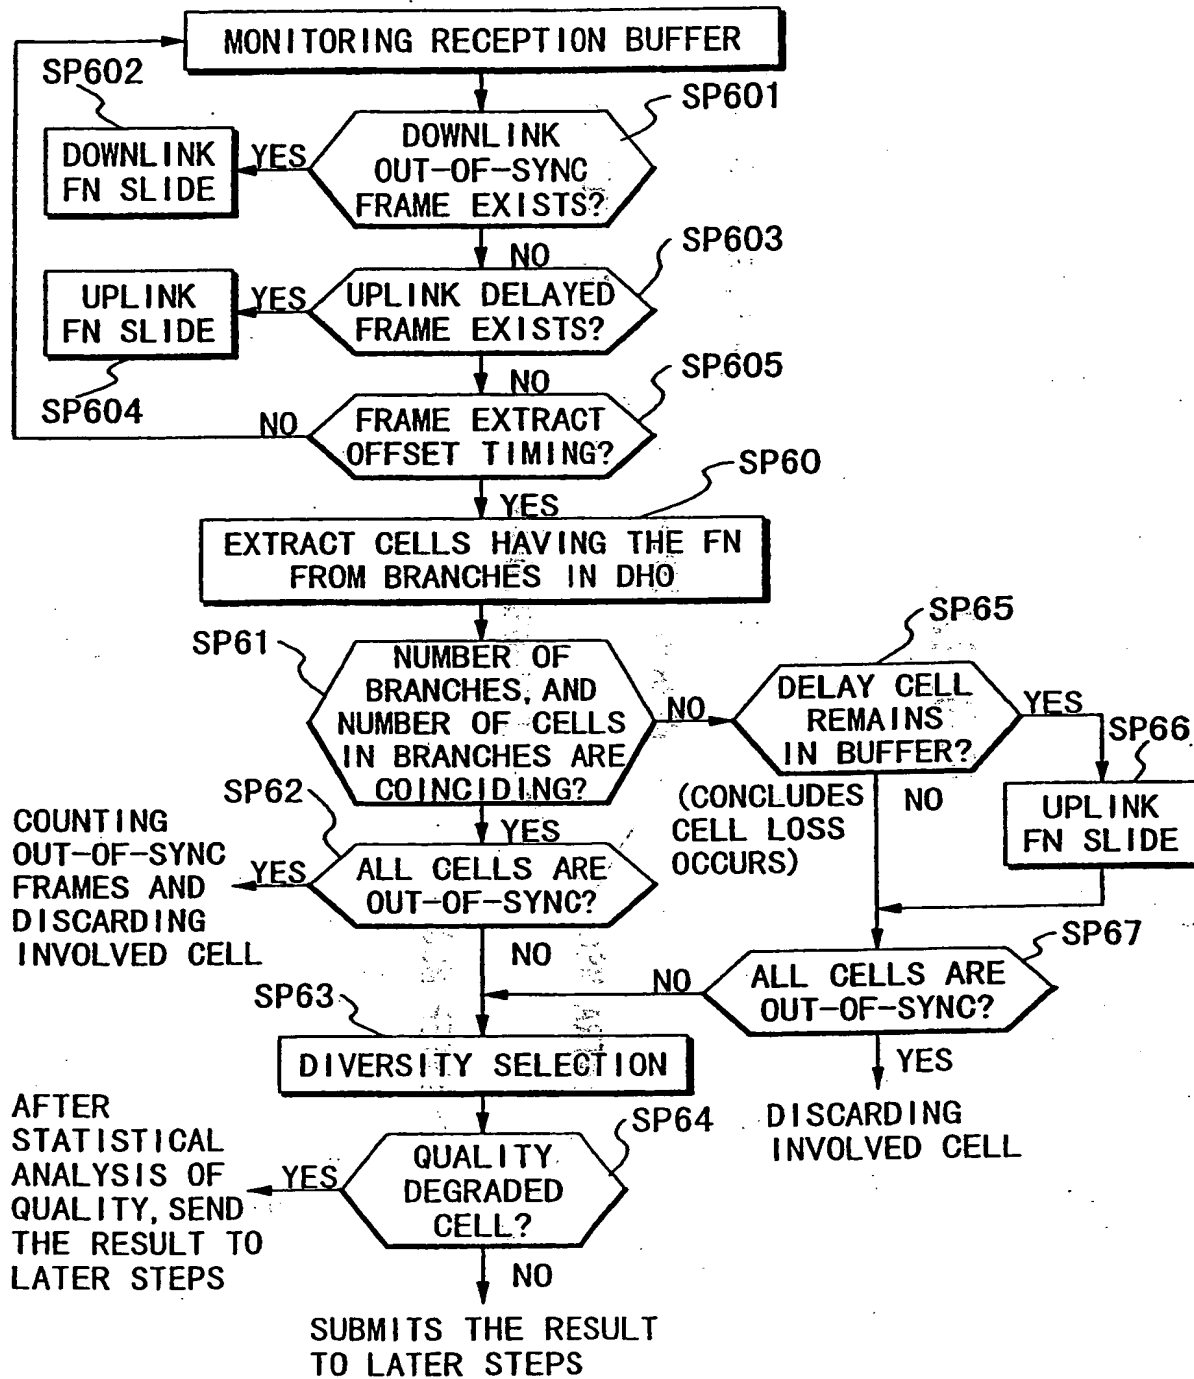 MONITORING RECEPTION BUFFER
SP602
SP601
DOWNLINK
OUT-OF-SYNC
FRAME EXISTS?
YES
DOWNLINK
FN SLIDE
NO
SP603
UPLINK DELAYED
FRAME EXISTS?
YES
UPLINK
FN SLIDE
SP604
NO
SP605
FRAME EXTRACT
OFFSET TIMING?
NO
YES
SP60
EXTRACT CELLS HAVING THE FN
FROM BRANCHES IN DHO
SP61
NUMBER OF
BRANCHES, AND
NUMBER OF CELLS
IN BRANCHES ARE
COINCIDING?
NO
SP65
DELAY CELL
REMAINS
IN BUFFER?
YES
SP66
UPLINK
FN SLIDE
NO
(CONCLUDES
CELL LOSS
OCCURS)
YES
SP62
ALL CELLS ARE
OUT-OF-SYNC?
YES
COUNTING
OUT-OF-SYNC
FRAMES AND
DISCARDING
INVOLVED CELL
NO
SP67
ALL CELLS ARE
OUT-OF-SYNC?
NO
YES
DISCARDING
INVOLVED CELL
SP63
DIVERSITY SELECTION
SP64
QUALITY
DEGRADED
CELL?
YES
AFTER
STATISTICAL
ANALYSIS OF
QUALITY, SEND
THE RESULT TO
LATER STEPS
NO
SUBMITS THE RESULT
TO LATER STEPS